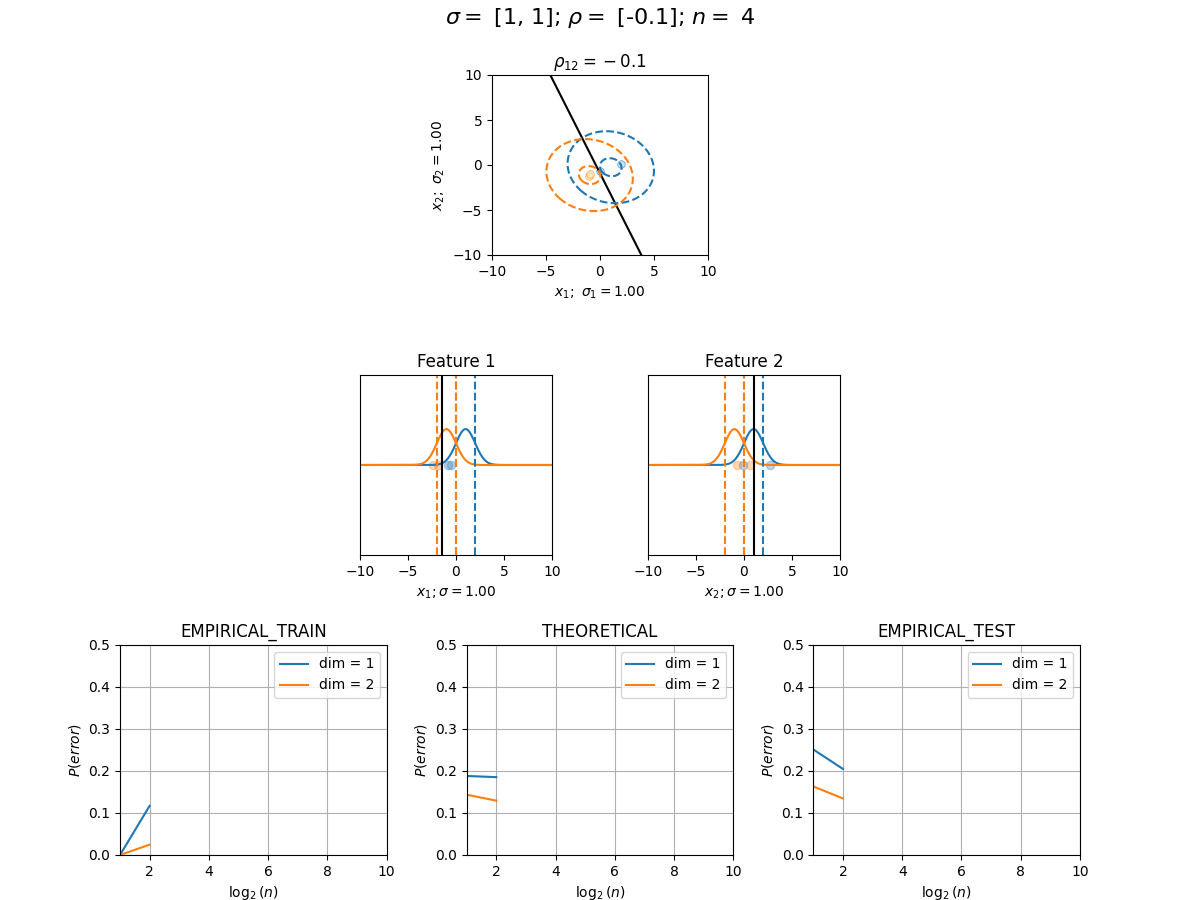 σ = [1, 1]; ρ = [-0.1]; n = 4
ρ₁₂ = −0.1
10
5
0
−5
−10
x₂; σ₂ = 1.00
−10 −5 0 5 10
x₁; σ₁ = 1.00
Feature 1 Feature 2
−10 −5 0 5 10 −10 −5 0 5 10
x₁; σ = 1.00 x₂; σ = 1.00
EMPIRICAL_TRAIN THEORETICAL EMPIRICAL_TEST
0.5
0.4
0.3
0.2
0.1
0.0
P(error)
dim = 1
dim = 2
2 4 6 8 10
log₂(n)
0.5
0.4
0.3
0.2
0.1
0.0
P(error)
dim = 1
dim = 2
2 4 6 8 10
log₂(n)
0.5
0.4
0.3
0.2
0.1
0.0
P(error)
dim = 1
dim = 2
2 4 6 8 10
log₂(n)